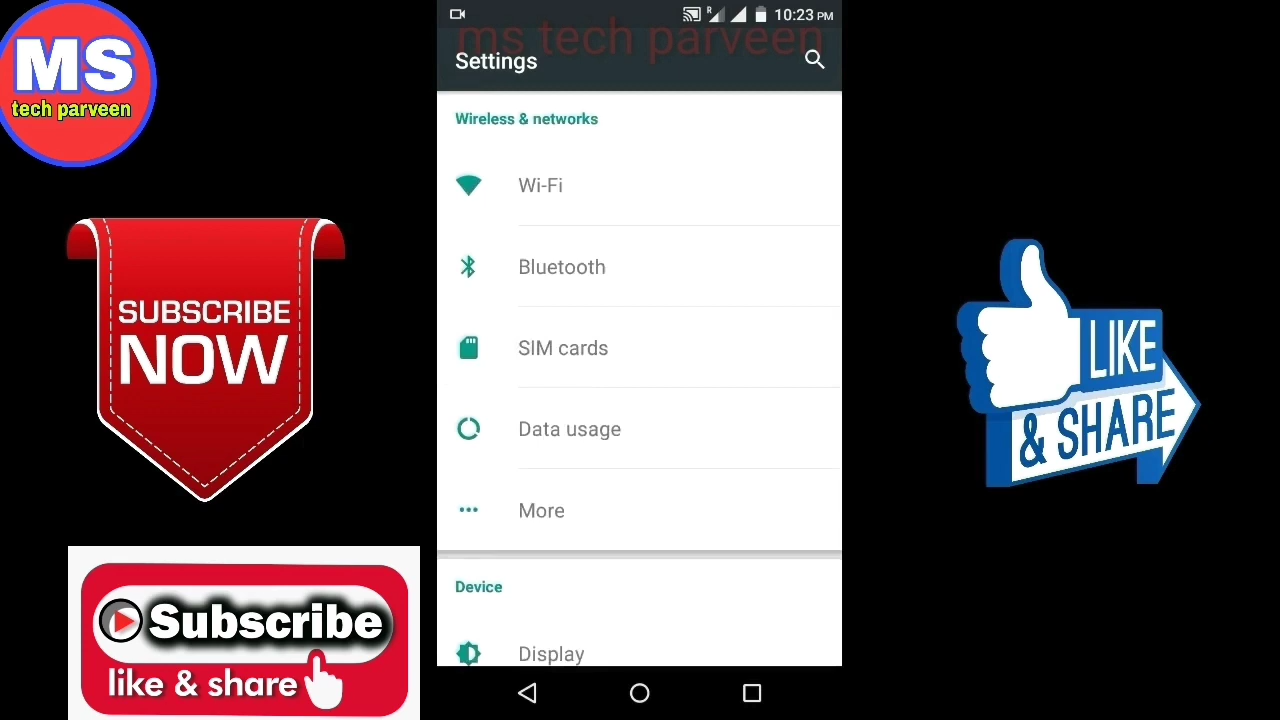 MS
tech parveen
SUBSCRIBE
NOW
Subscribe
like & share
R
10:23 PM
ms tech parveen
Settings
Wireless & networks
Wi-Fi
Bluetooth
SIM cards
Data usage
More
Device
Display
LIKE
& SHARE